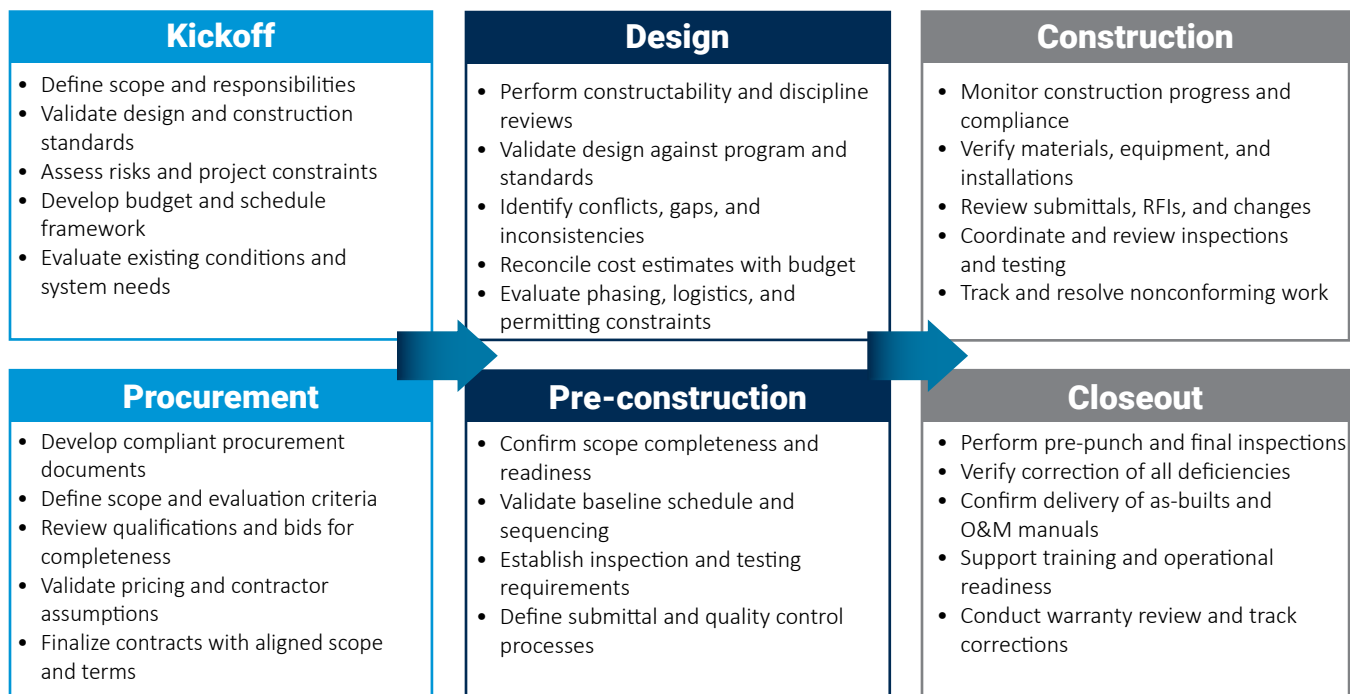 Kickoff
• Define scope and responsibilities
• Validate design and construction
standards
• Assess risks and project constraints
• Develop budget and schedule
framework
• Evaluate existing conditions and
system needs
Procurement
• Develop compliant procurement
documents
• Define scope and evaluation criteria
• Review qualifications and bids for
completeness
• Validate pricing and contractor
assumptions
• Finalize contracts with aligned scope
and terms
Design
• Perform constructability and discipline
reviews
• Validate design against program and
standards
• Identify conflicts, gaps, and
inconsistencies
• Reconcile cost estimates with budget
• Evaluate phasing, logistics, and
permitting constraints
Pre-construction
• Confirm scope completeness and
readiness
• Validate baseline schedule and
sequencing
• Establish inspection and testing
requirements
• Define submittal and quality control
processes
Construction
• Monitor construction progress and
compliance
• Verify materials, equipment, and
installations
• Review submittals, RFIs, and changes
• Coordinate and review inspections
and testing
• Track and resolve nonconforming work
Closeout
• Perform pre-punch and final inspections
• Verify correction of all deficiencies
• Confirm delivery of as-builts and
O&M manuals
• Support training and operational
readiness
• Conduct warranty review and track
corrections